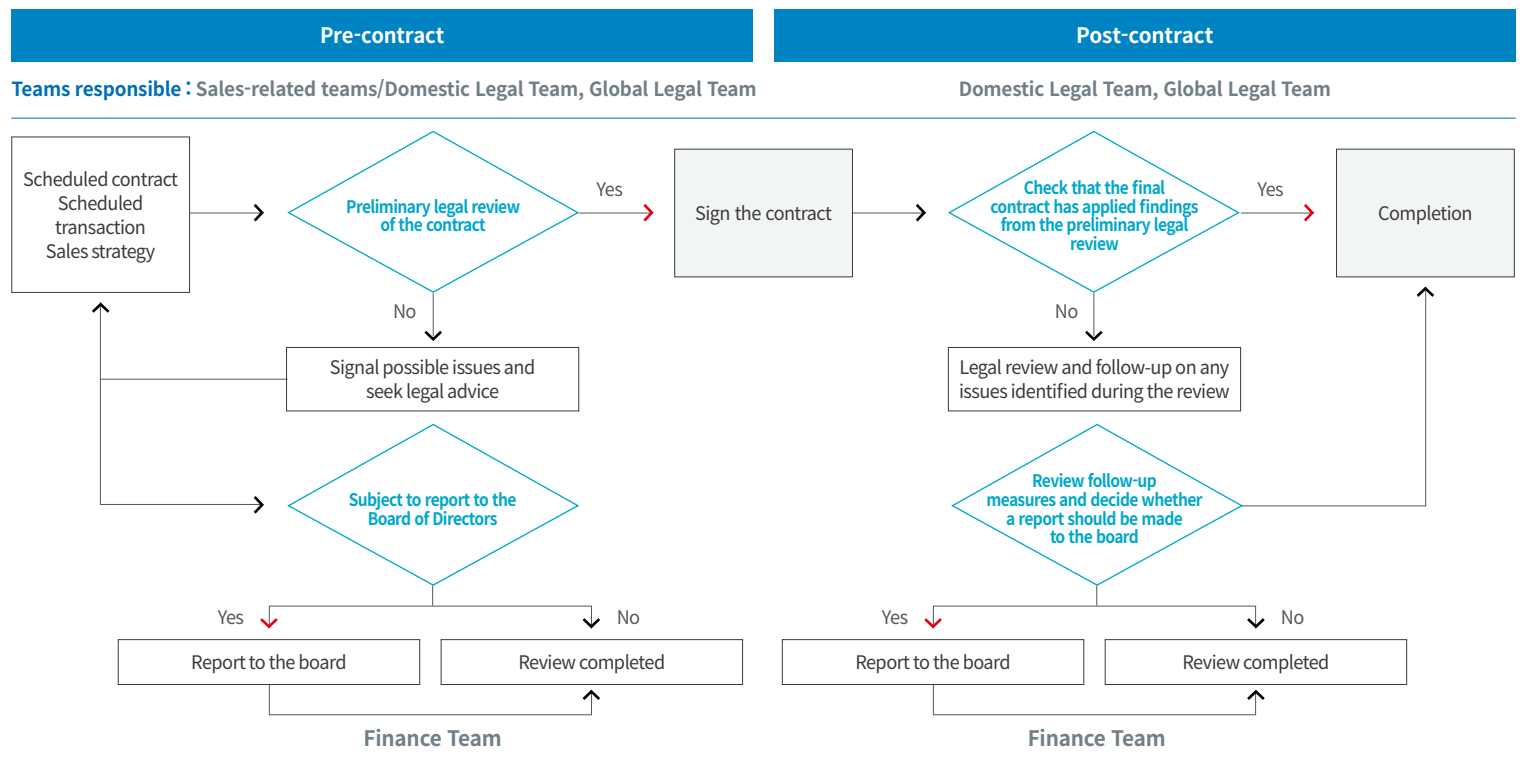 Pre-contract
Post-contract
Teams responsible : Sales-related teams/Domestic Legal Team, Global Legal Team
Domestic Legal Team, Global Legal Team
Scheduled contract
Scheduled
transaction
Sales strategy
Preliminary legal review
of the contract
Yes
Sign the contract
Check that the final
contract has applied findings
from the preliminary legal
review
Yes
Completion
No
Signal possible issues and
seek legal advice
No
Legal review and follow-up on any
issues identified during the review
Subject to report to the
Board of Directors
Review follow-up
measures and decide whether
a report should be made
to the board
Yes
No
Report to the board
Review completed
Finance Team
Yes
No
Report to the board
Review completed
Finance Team